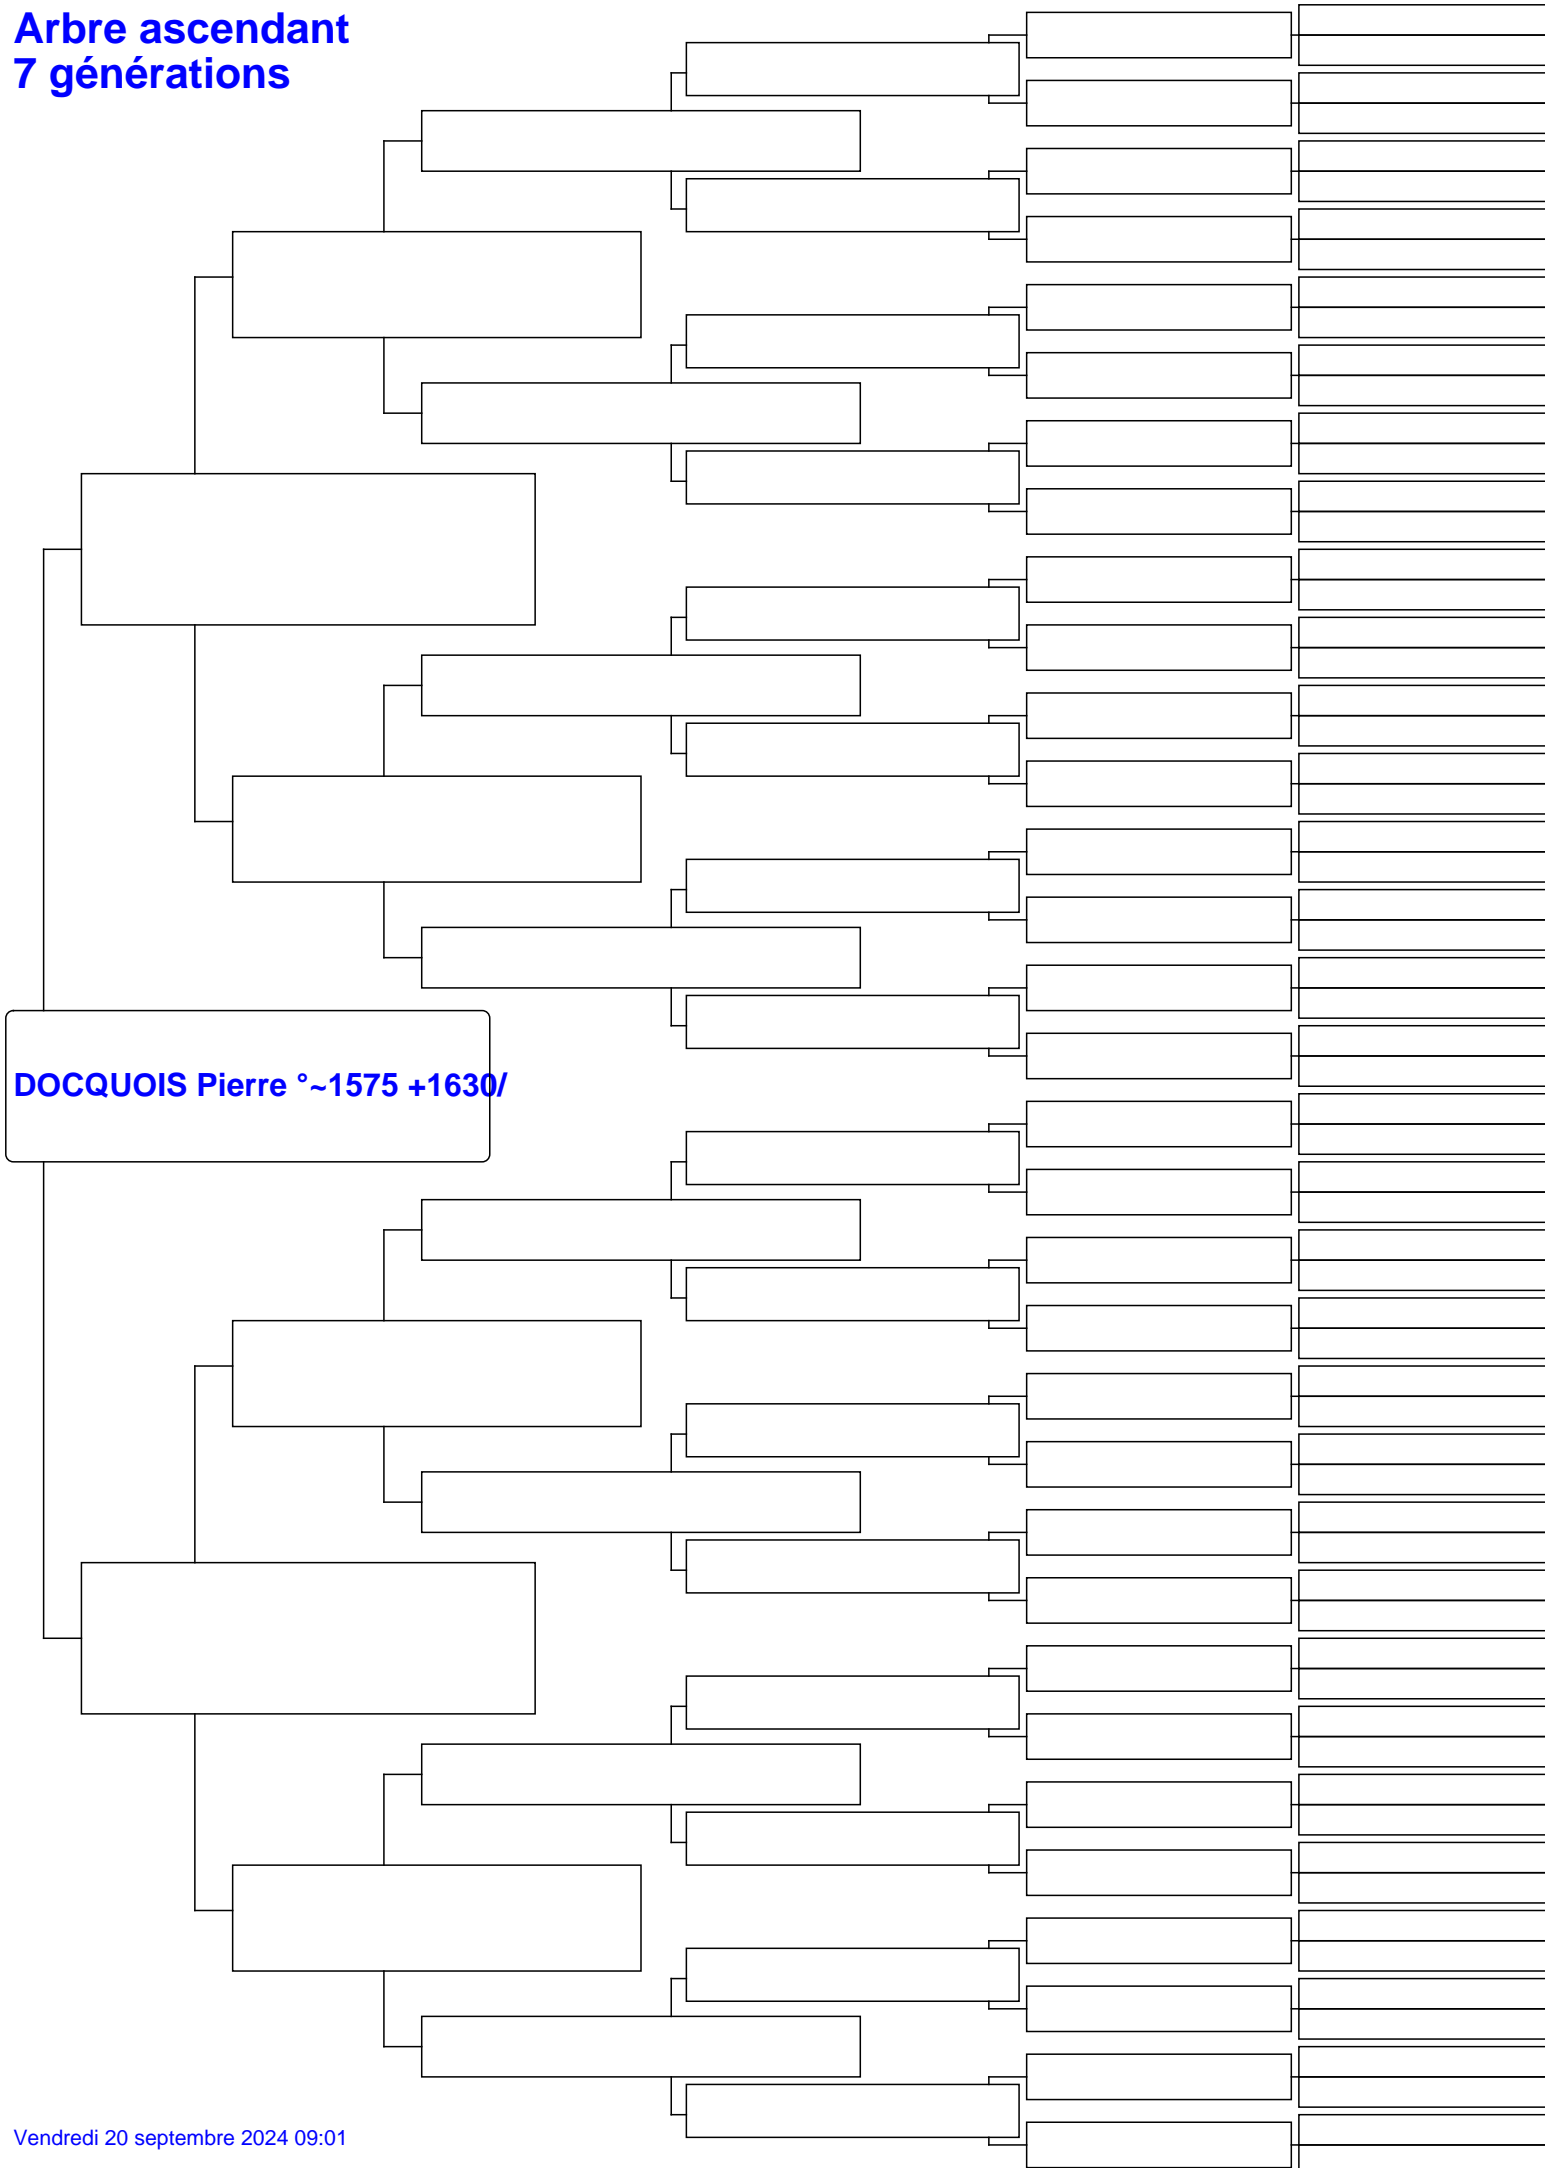 Arbre ascendant
7 générations
DOCQUOIS Pierre °~1575 +1630/
Vendredi 20 septembre 2024 09:01